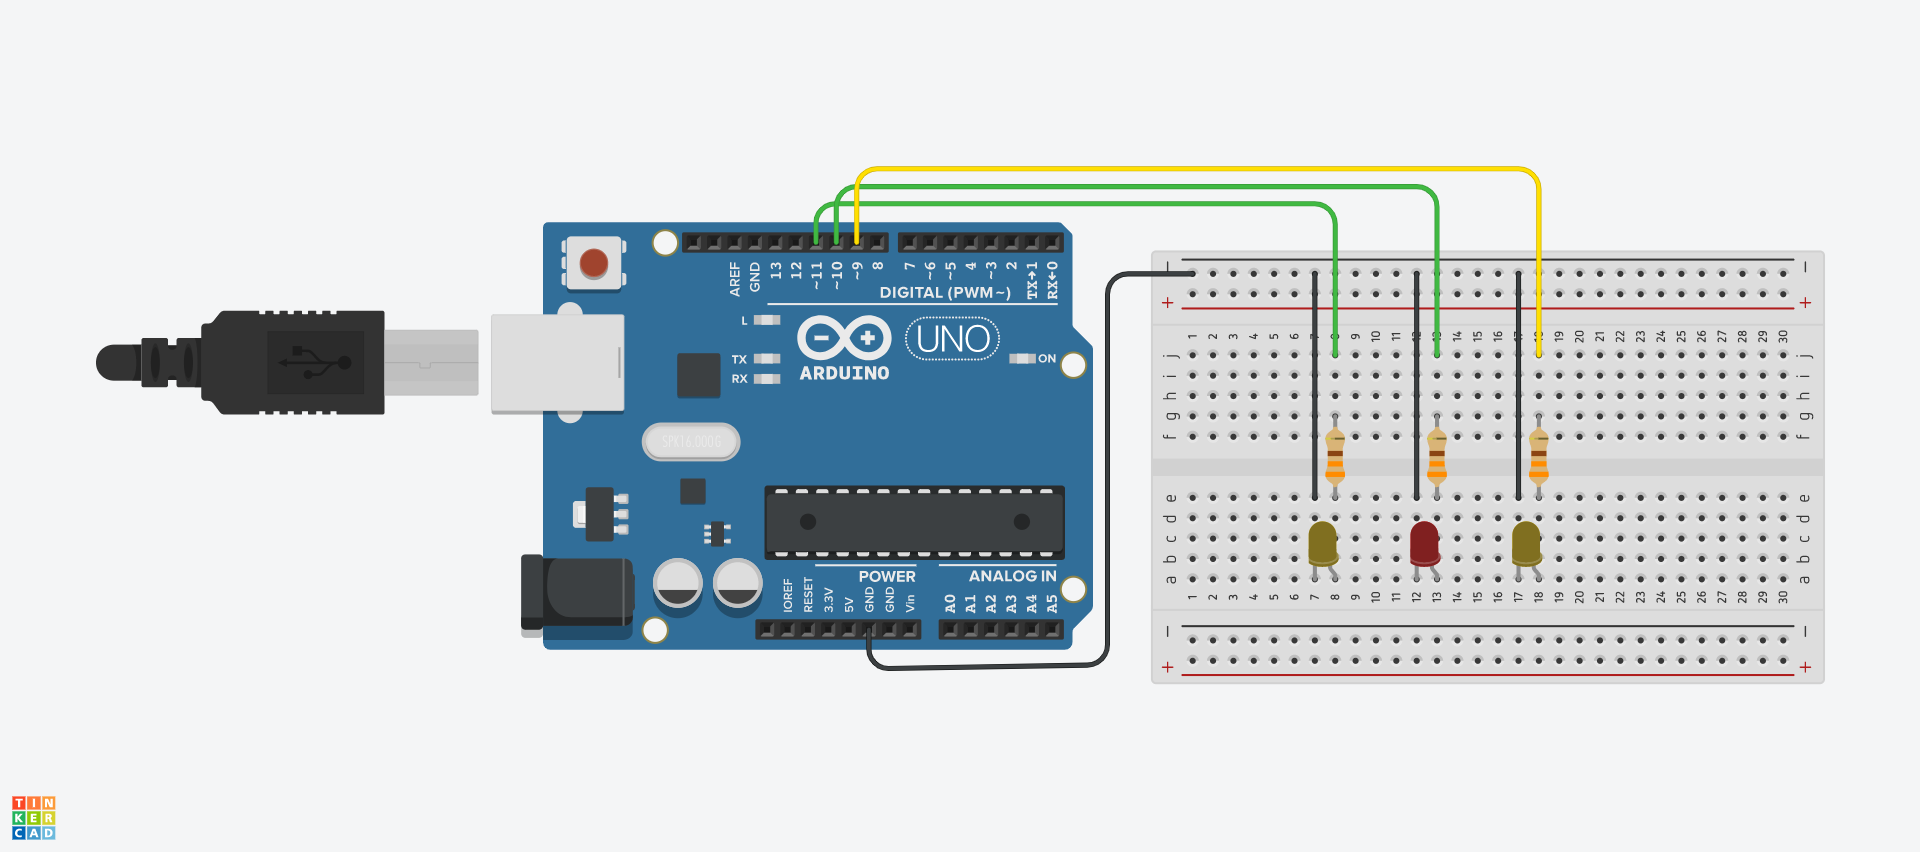 AREF
GND
13
12
~11
~10
~9
8
7
~6
~5
4
~3
2
TX→1
RX←0
DIGITAL (PWM~)
L
TX
RX
UNO
ARDUINO
ON
SPK16.000G
POWER
ANALOG IN
IOREF
RESET
3.3V
5V
GND
GND
Vin
A0
A1
A2
A3
A4
A5
− −
+ +
1 2 3 4 5 6 7 8 9 10 11 12 13 14 15 16 17 18 19 20 21 22 23 24 25 26 27 28 29 30
j j
i i
h h
g g
f f
e e
d d
c c
b b
a a
1 2 3 4 5 6 7 8 9 10 11 12 13 14 15 16 17 18 19 20 21 22 23 24 25 26 27 28 29 30
− −
+ +
TIN
KER
CAD